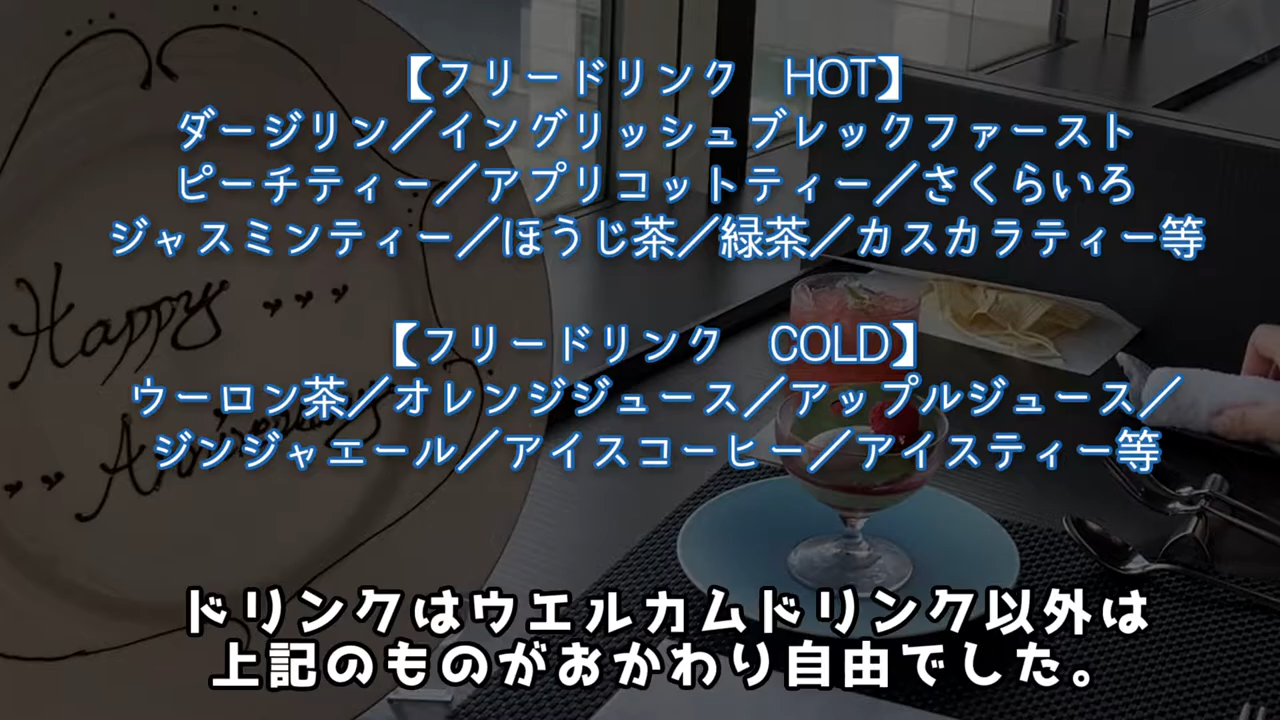 【フリードリンク　HOT】
ダージリン／イングリッシュブレックファースト
ピーチティー／アプリコットティー／さくらいろ
ジャスミンティー／ほうじ茶／緑茶／カスカラティー等
【フリードリンク　COLD】
ウーロン茶／オレンジジュース／アップルジュース／
ジンジャエール／アイスコーヒー／アイスティー等
Happy
Anniversary
ドリンクはウエルカムドリンク以外は
上記のものがおかわり自由でした。